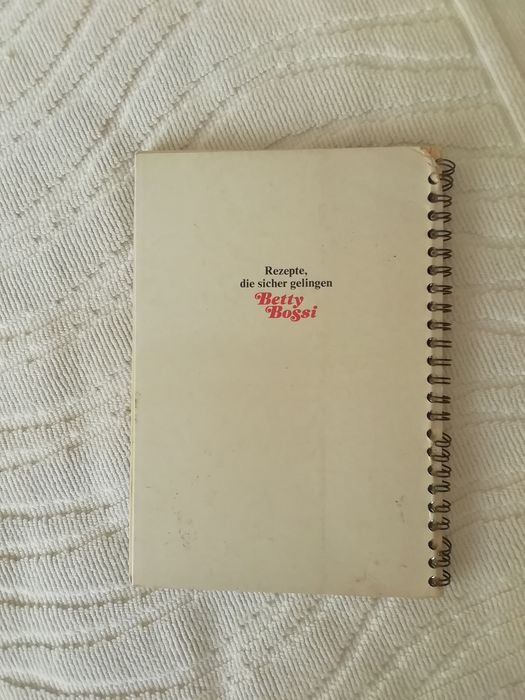 Rezepte,
die sicher gelingen
Betty
Bossi